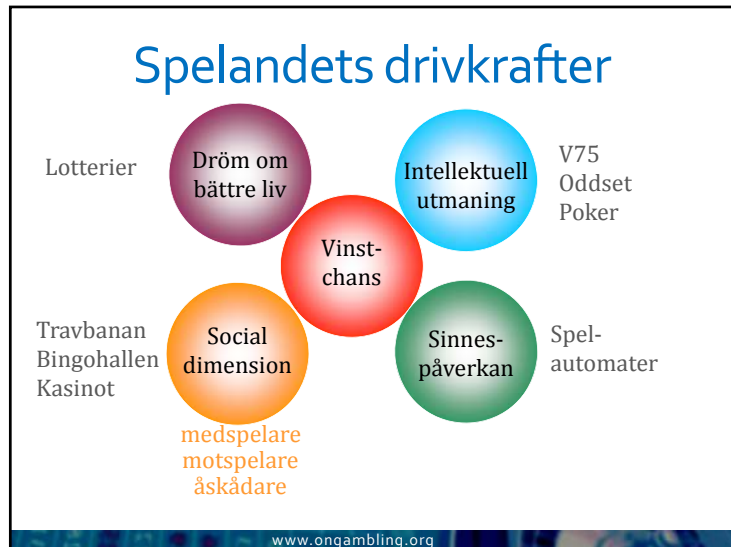 Spelandets drivkrafter
Lotterier
Dröm om
bättre liv
Intellektuell
utmaning
V75
Oddset
Poker
Vinst-
chans
Travbanan
Bingohallen
Kasinot
Social
dimension
Sinnes-
påverkan
Spel-
automater
medspelare
motspelare
åskådare
www.ongambling.org